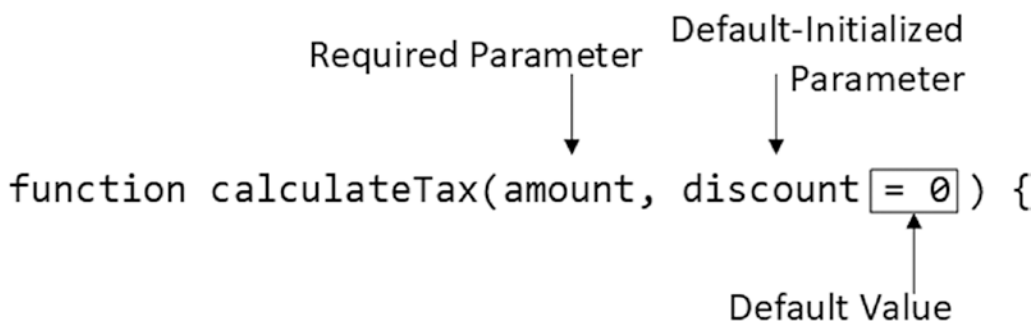 Required Parameter
Default-Initialized
Parameter
function calculateTax(amount, discount = 0) {
Default Value